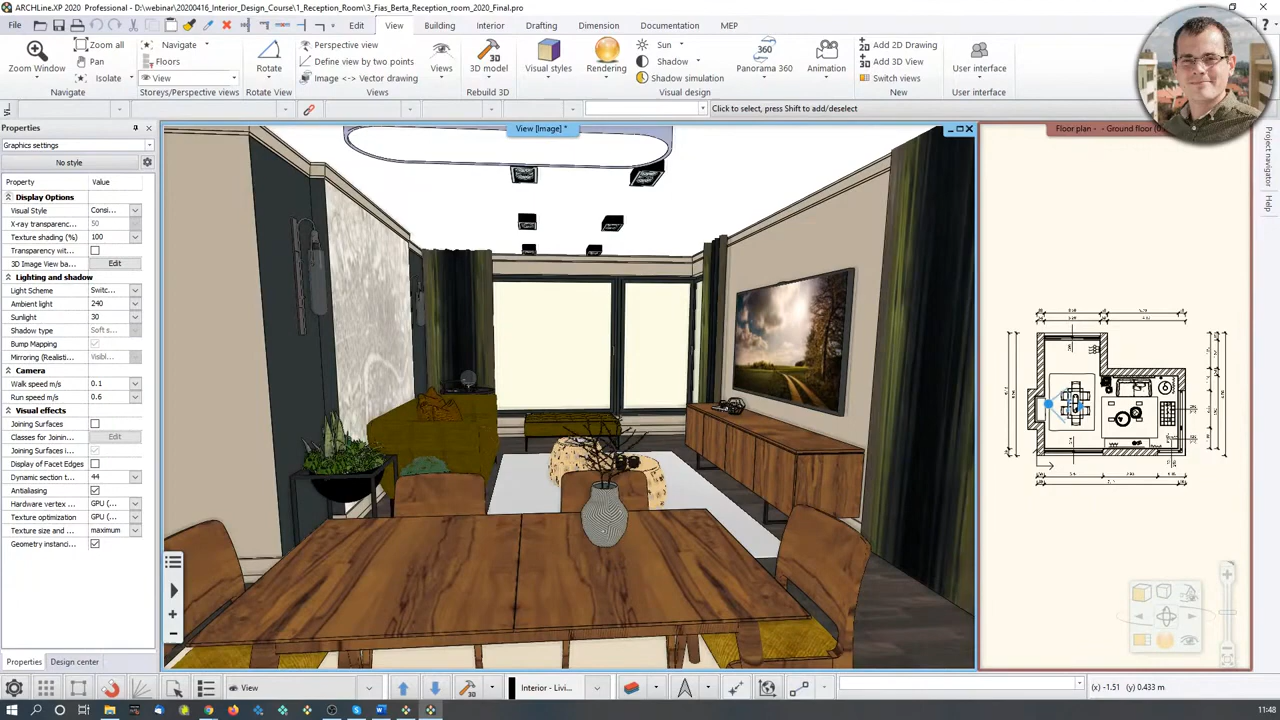 ARCHLine.XP 2020 Professional - D:\webinar\20200416_Interior_Design_Course\1_Reception_Room\3_Fias_Berta_Reception_room_2020_Final.pro
File
Edit
View
Building
Interior
Drafting
Dimension
Documentation
MEP
Zoom Window
Zoom all
Pan
Isolate
Navigate
Navigate
Floors
View
Storeys/Perspective views
Rotate
Rotate View
Perspective view
Define view by two points
Image <-> Vector drawing
Views
Views
3D model
Rebuild 3D
Visual styles
Rendering
Sun
Shadow
Shadow simulation
Panorama 360
Animation
Visual design
Add 2D Drawing
Add 3D View
Switch views
New
User interface
User interface
Click to select, press Shift to add/deselect
Properties
Graphics settings
No style
Property Value
Display Options
Visual Style Consi...
X-ray transparenc... 50
Texture shading (%) 100
Transparency wit...
3D Image View ba... Edit
Lighting and shadow
Light Scheme Switc...
Ambient light 240
Sunlight 30
Shadow type Soft s...
Bump Mapping
Mirroring (Realisti... Visibl...
Camera
Walk speed m/s 0.1
Run speed m/s 0.6
Visual effects
Joining Surfaces
Classes for Joinin... Edit
Joining Surfaces i...
Display of Facet Edges
Dynamic section t... 44
Antialiasing
Hardware vertex ... GPU (...
Texture optimization GPU (...
Texture size and ... maximum
Geometry instanci...
Properties
Design center
View [Image] *
Project navigator
Help
View
Interior - Livi...
(x) -1.51 (y) 0.433 m
11:48